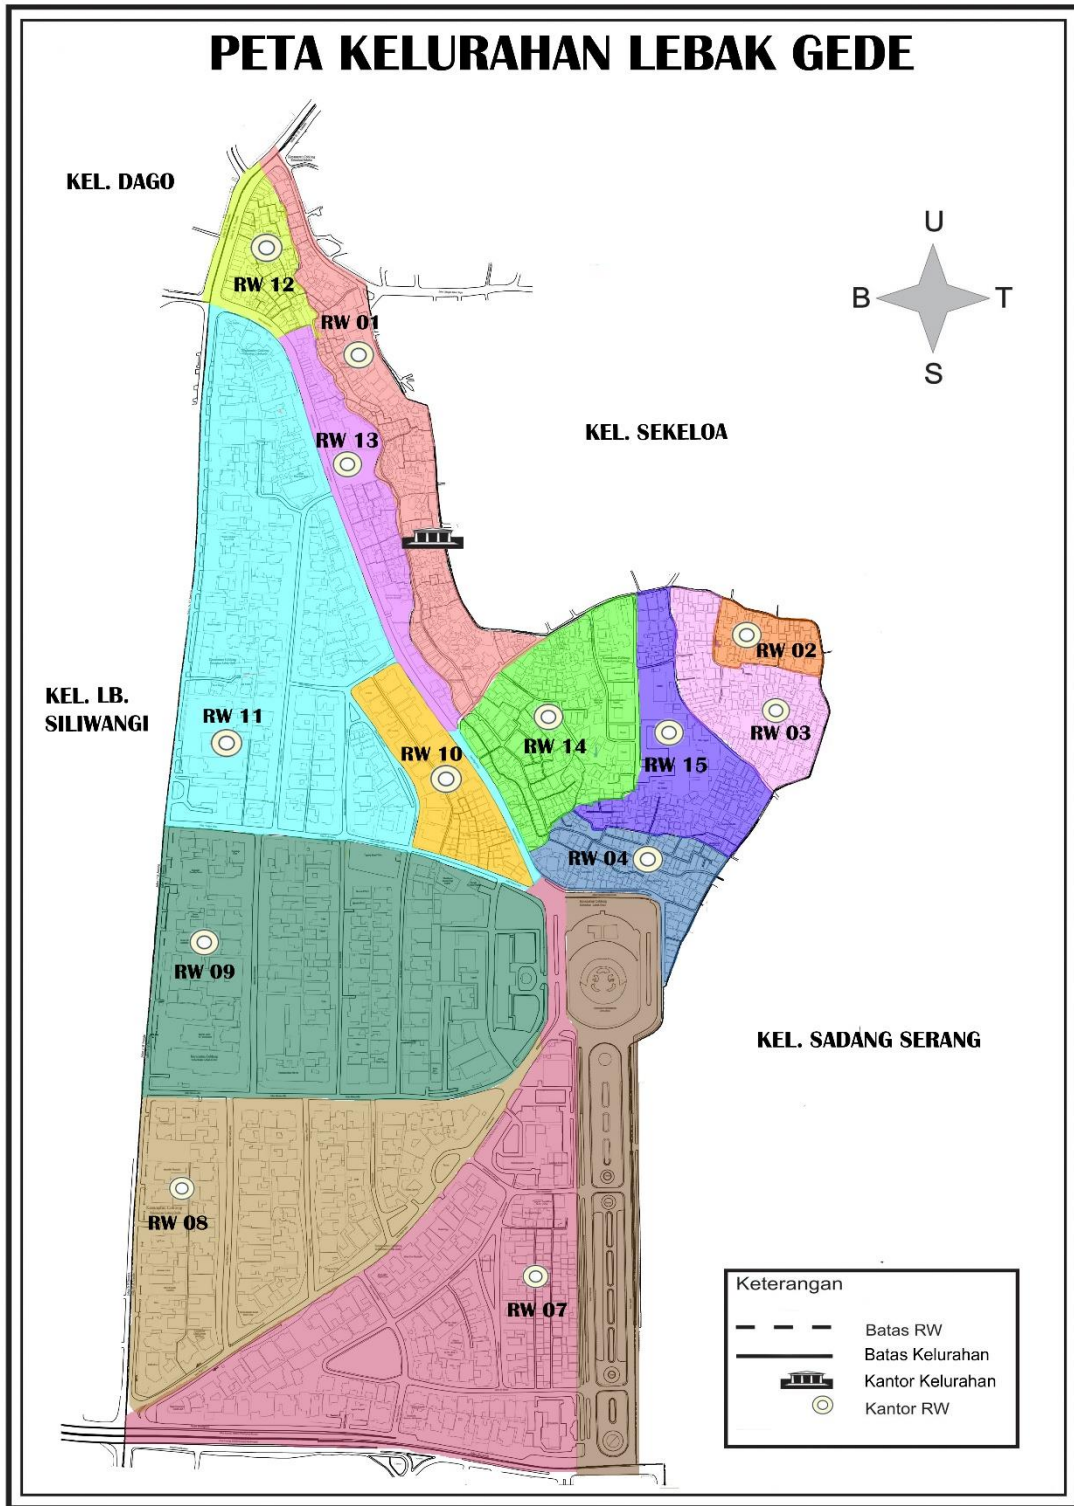 PETA KELURAHAN LEBAK GEDE
KEL. DAGO
U
B
T
S
RW 12
RW 01
KEL. SEKELOA
RW 13
RW 02
KEL. LB.
SILIWANGI
RW 11
RW 03
RW 14
RW 10
RW 15
RW 04
RW 09
KEL. SADANG SERANG
RW 08
RW 07
Keterangan
Batas RW
Batas Kelurahan
Kantor Kelurahan
Kantor RW